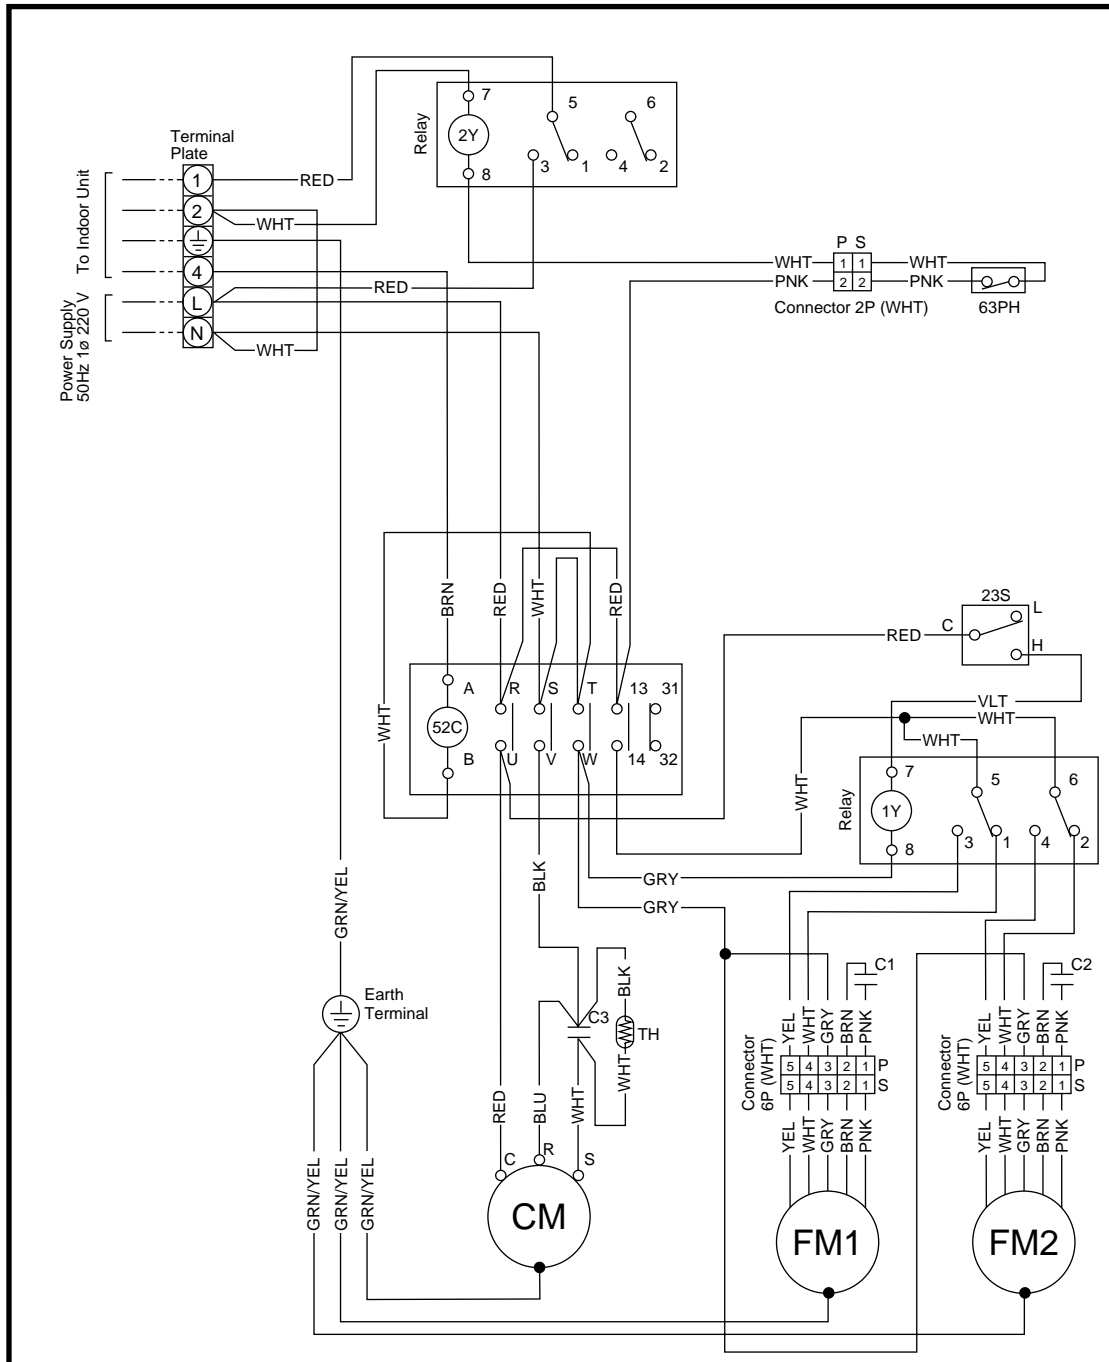 Terminal
Plate
To Indoor Unit
Power Supply
50Hz 1ø 220 V
1
2
4
L
N
RED
WHT
RED
WHT
Relay
7
2Y
8
5
6
3
1
4
2
P S
WHT
1 1
WHT
PNK
2 2
PNK
Connector 2P (WHT)
63PH
BRN
RED
WHT
RED
WHT
A
R
S
T
13
31
52C
B
U
V
W
14
32
23S
L
C
H
RED
VLT
WHT
WHT
WHT
Relay
7
1Y
8
5
6
3
1
4
2
GRY
GRY
BLK
GRN/YEL
Earth
Terminal
C3
BLK
TH
WHT
RED
BLU
WHT
C
R
S
CM
GRN/YEL
GRN/YEL
GRN/YEL
C1
YEL
WHT
GRY
BRN
PNK
Connector
6P (WHT)
5 4 3 2 1 P
5 4 3 2 1 S
YEL
WHT
GRY
BRN
PNK
FM1
C2
YEL
WHT
GRY
BRN
PNK
Connector
6P (WHT)
5 4 3 2 1 P
5 4 3 2 1 S
YEL
WHT
GRY
BRN
PNK
FM2